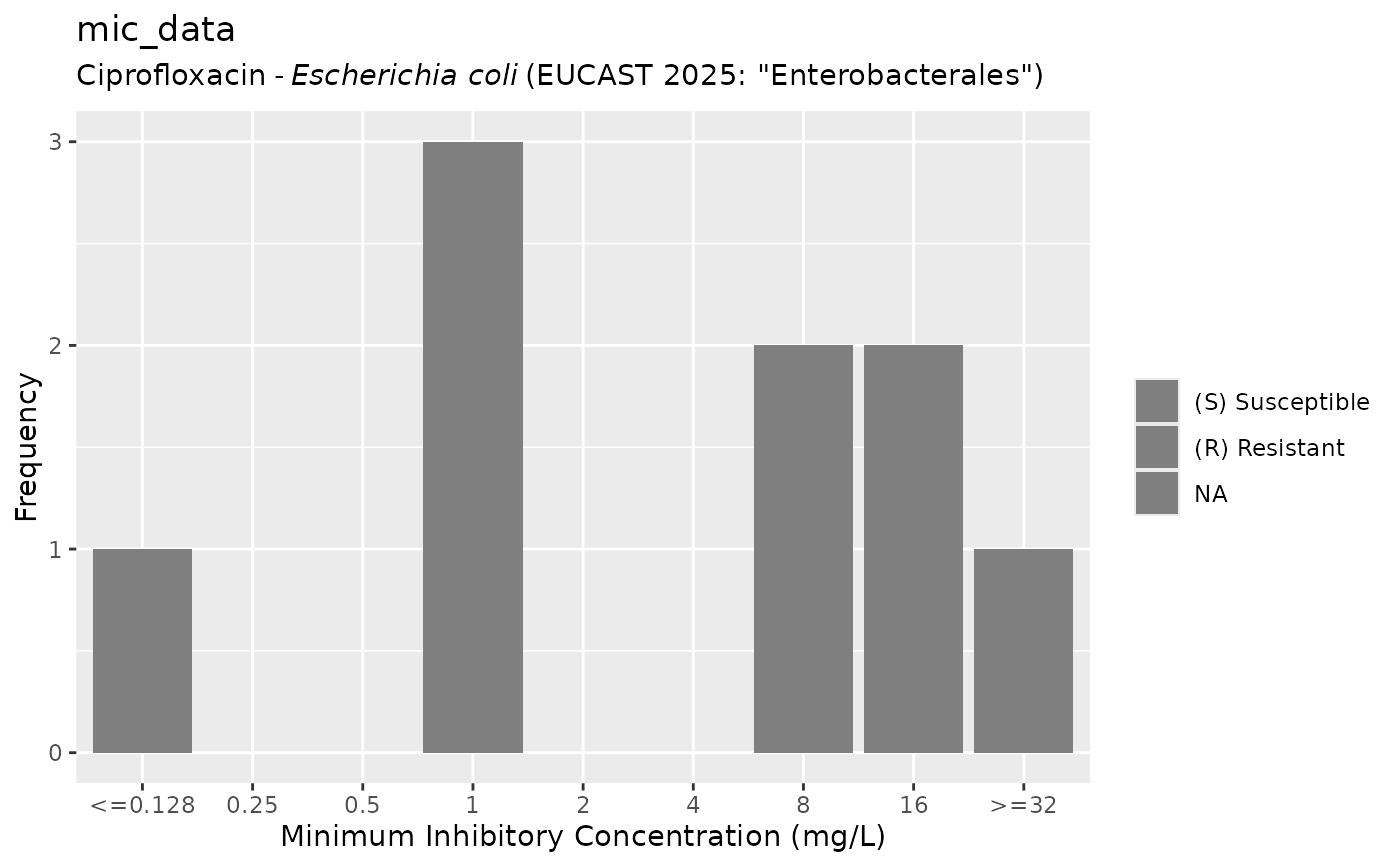 mic_data
Ciprofloxacin - Escherichia coli (EUCAST 2025: "Enterobacterales")
Frequency
3
2
1
0
<=0.128 0.25 0.5 1 2 4 8 16 >=32
Minimum Inhibitory Concentration (mg/L)
(S) Susceptible
(R) Resistant
NA